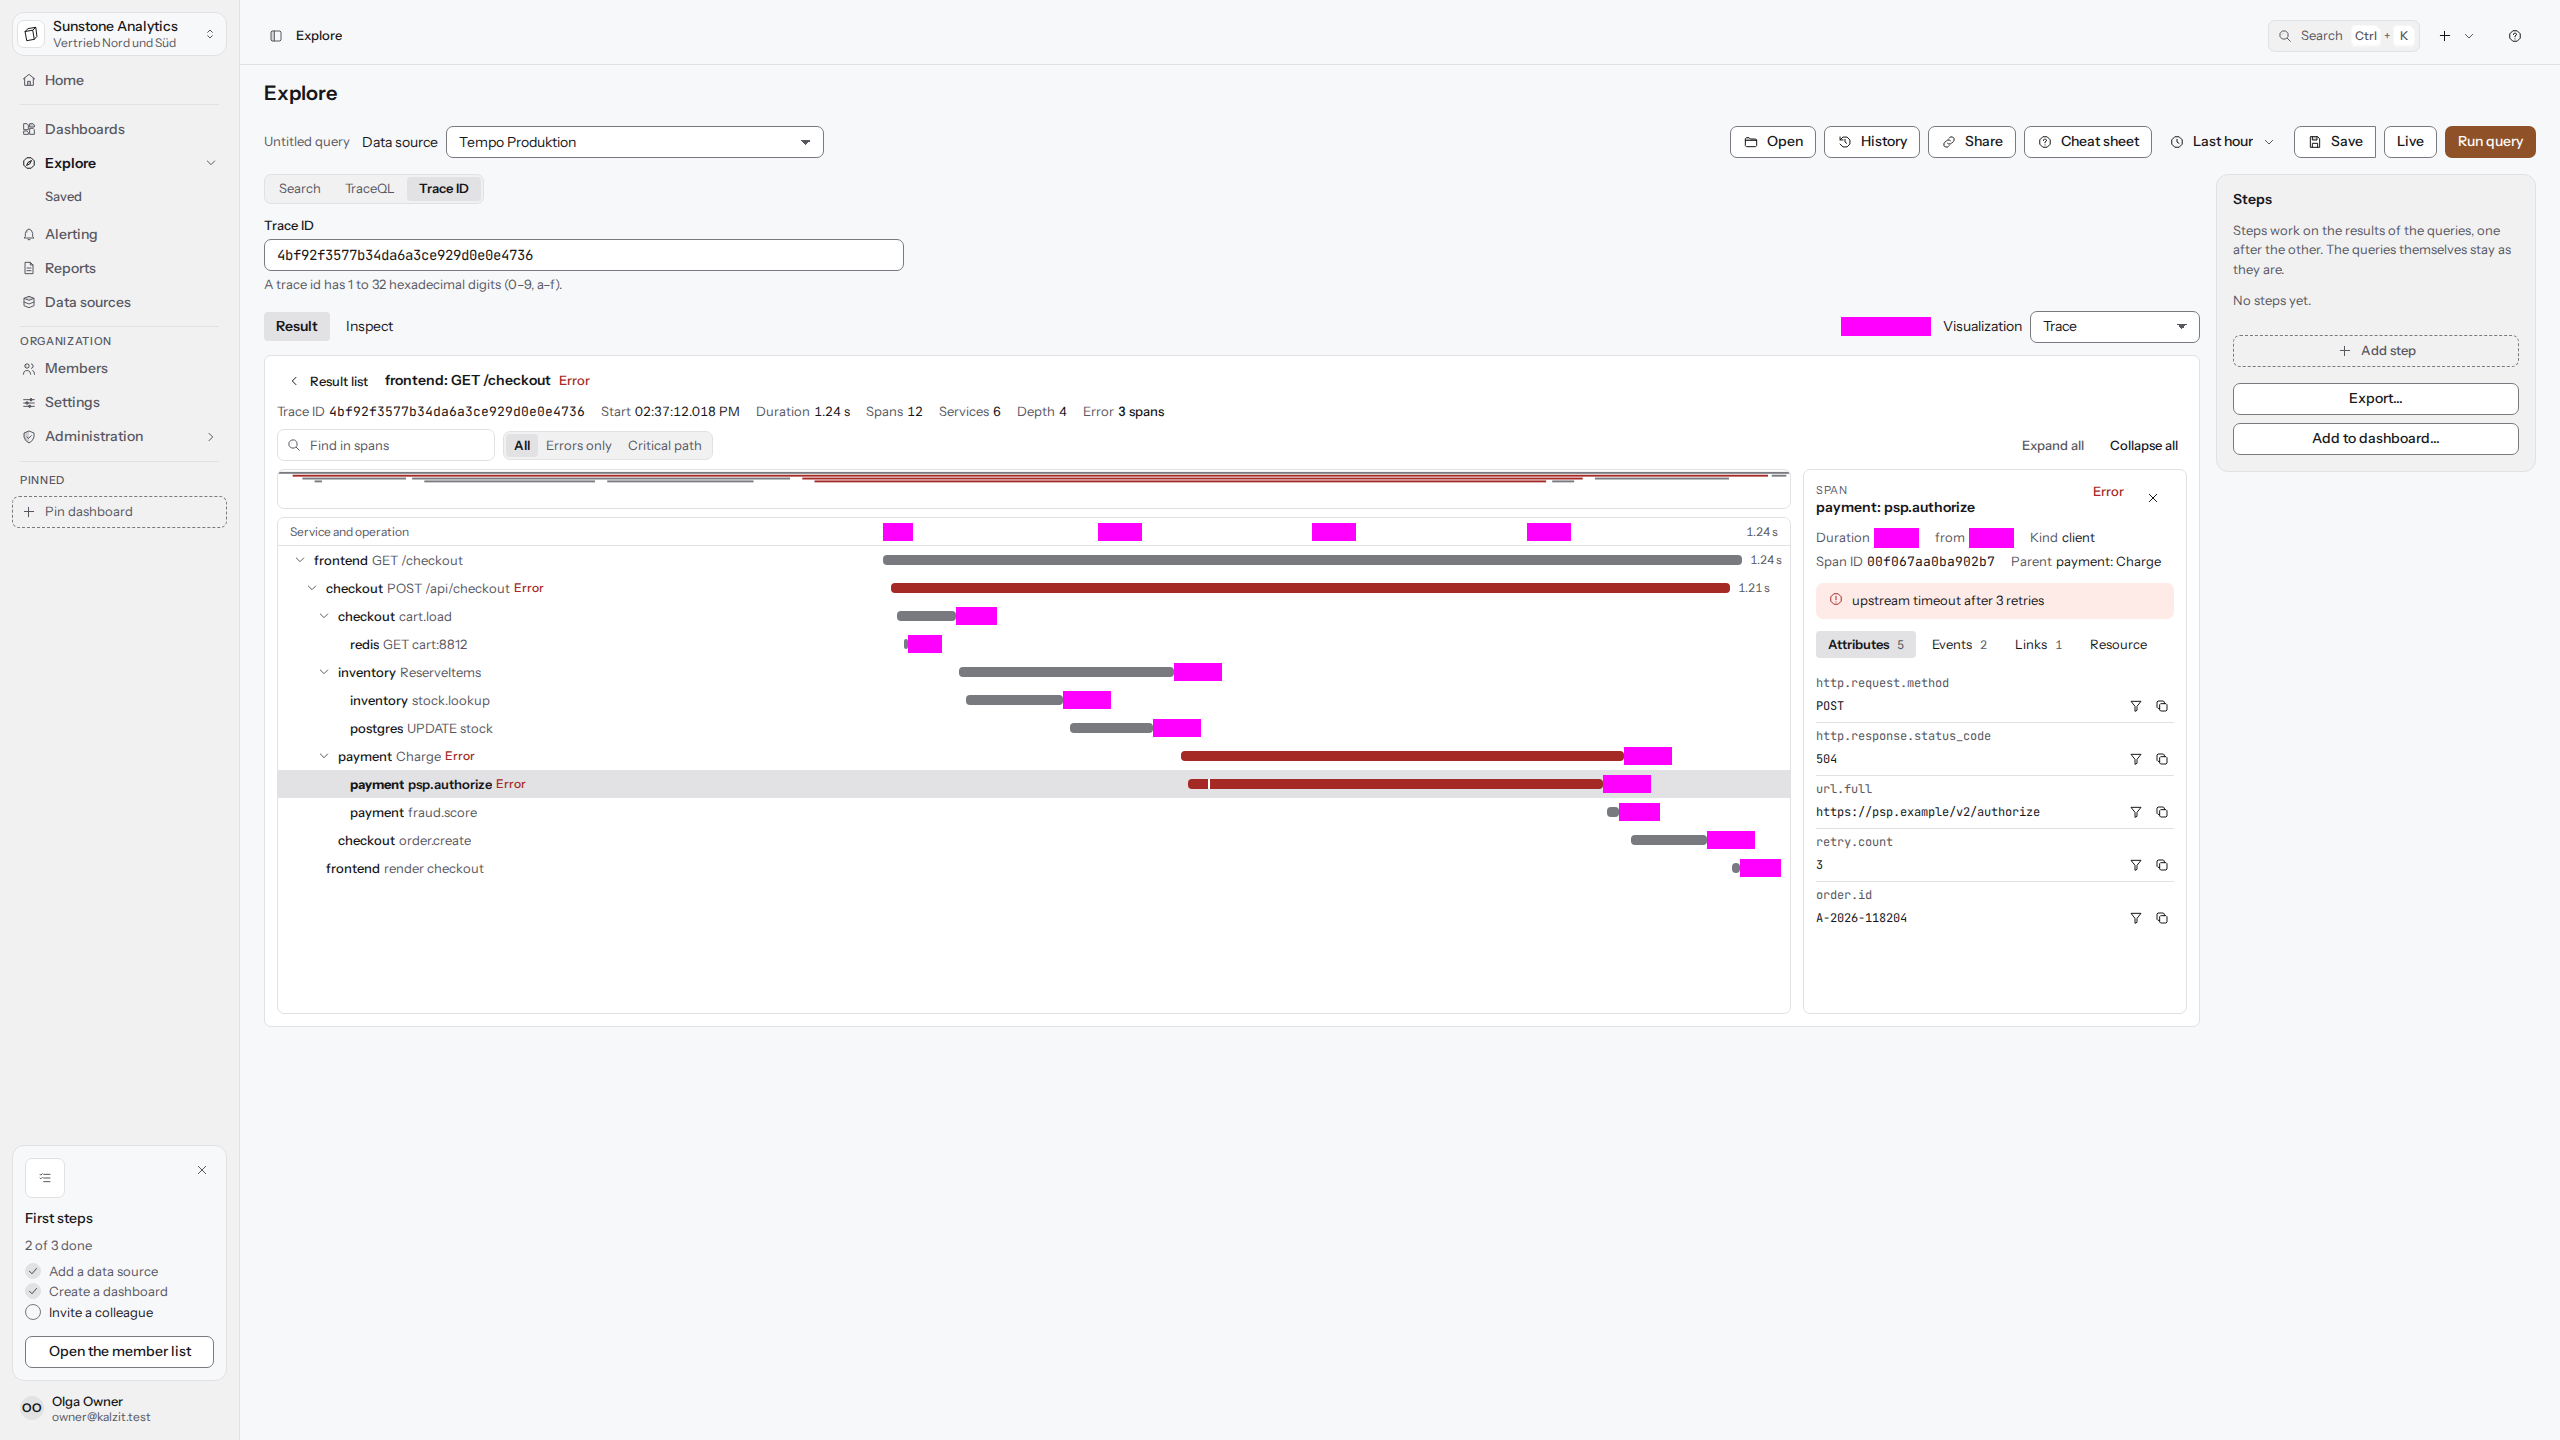 Sunstone Analytics
Vertrieb Nord und Süd
Home
Dashboards
Explore
Saved
Alerting
Reports
Data sources
ORGANIZATION
Members
Settings
Administration
PINNED
Pin dashboard
First steps
2 of 3 done
Add a data source
Create a dashboard
Invite a colleague
Open the member list
OO
Olga Owner
owner@kalzit.test
Explore
Search Ctrl + K
Explore
Untitled query Data source Tempo Produktion
Open History Share Cheat sheet Last hour Save Live Run query
Search TraceQL Trace ID
Trace ID
4bf92f3577b34da6a3ce929d0e0e4736
A trace id has 1 to 32 hexadecimal digits (0–9, a–f).
Result Inspect
Visualization Trace
Result list frontend: GET /checkout Error
Trace ID 4bf92f3577b34da6a3ce929d0e0e4736 Start 02:37:12.018 PM Duration 1.24 s Spans 12 Services 6 Depth 4 Error 3 spans
Find in spans All Errors only Critical path
Expand all Collapse all
Service and operation 1.24 s
frontend GET /checkout 1.24 s
checkout POST /api/checkout Error 1.21 s
checkout cart.load
redis GET cart:8812
inventory ReserveItems
inventory stock.lookup
postgres UPDATE stock
payment Charge Error
payment psp.authorize Error
payment fraud.score
checkout order.create
frontend render checkout
SPAN
Error
payment: psp.authorize
Duration from Kind client
Span ID 00f067aa0ba902b7 Parent payment: Charge
upstream timeout after 3 retries
Attributes 5 Events 2 Links 1 Resource
http.request.method
POST
http.response.status_code
504
url.full
https://psp.example/v2/authorize
retry.count
3
order.id
A-2026-118204
Steps
Steps work on the results of the queries, one
after the other. The queries themselves stay as
they are.
No steps yet.
Add step
Export...
Add to dashboard...